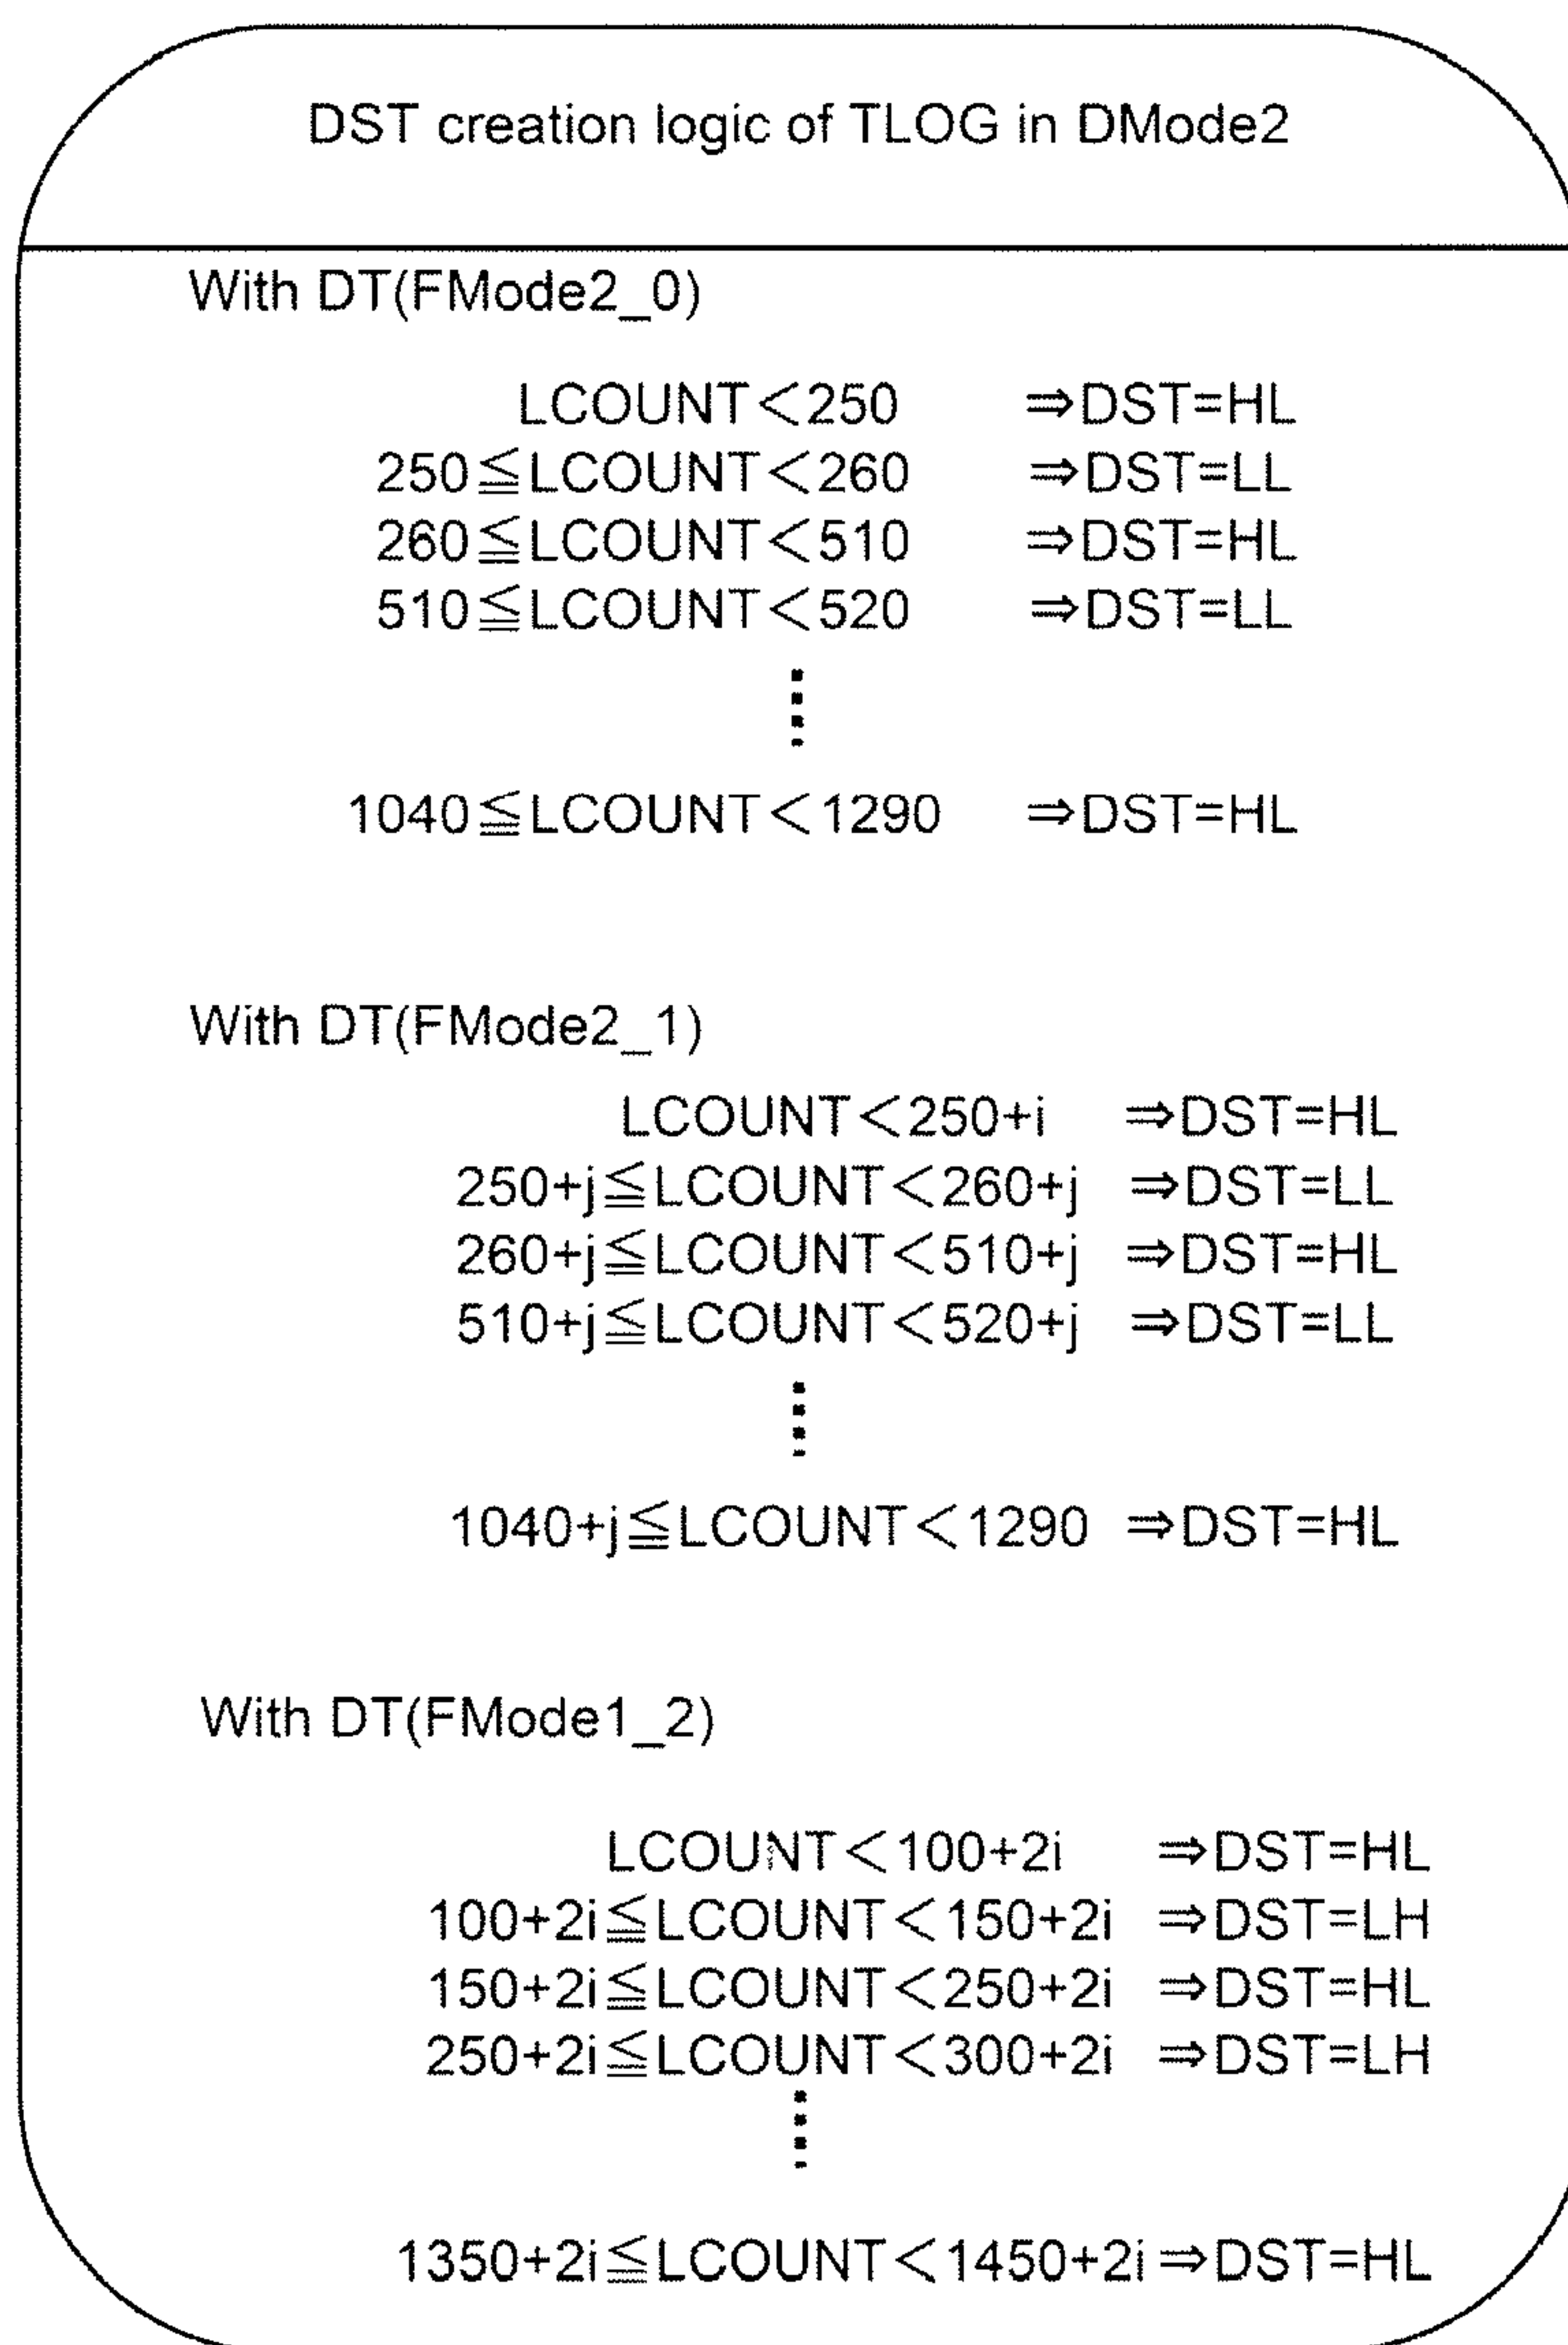 DST creation logic of TLOG in DMode2
With DT(FMode2_0)
LCOUNT<250 ⇒DST=HL
250≦LCOUNT<260 ⇒DST=LL
260≦LCOUNT<510 ⇒DST=HL
510≦LCOUNT<520 ⇒DST=LL
1040≦LCOUNT<1290 ⇒DST=HL
With DT(FMode2_1)
LCOUNT<250+i ⇒DST=HL
250+j≦LCOUNT<260+j ⇒DST=LL
260+j≦LCOUNT<510+j ⇒DST=HL
510+j≦LCOUNT<520+j ⇒DST=LL
1040+j≦LCOUNT<1290 ⇒DST=HL
With DT(FMode1_2)
LCOUNT<100+2i ⇒DST=HL
100+2i≦LCOUNT<150+2i ⇒DST=LH
150+2i≦LCOUNT<250+2i ⇒DST=HL
250+2i≦LCOUNT<300+2i ⇒DST=LH
1350+2i≦LCOUNT<1450+2i⇒DST=HL